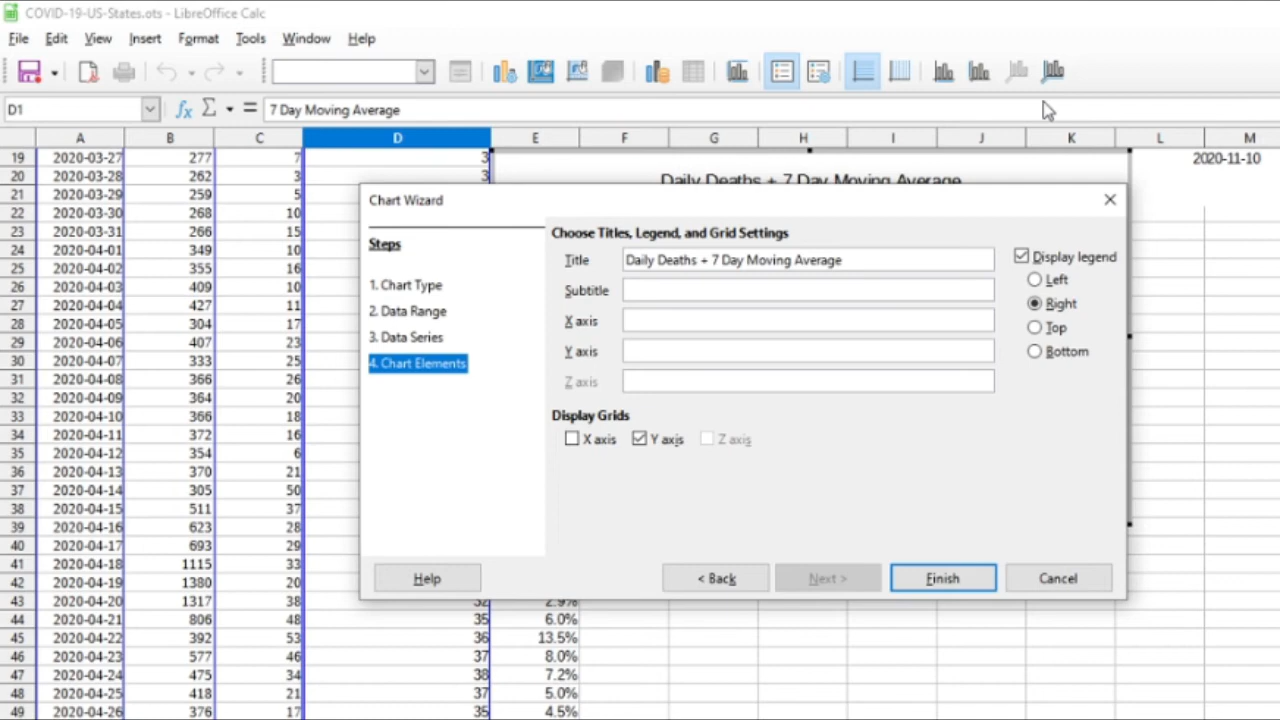 COVID-19-US-States.ots - LibreOffice Calc
File Edit View Insert Format Tools Window Help
D1 fx Σ = 7 Day Moving Average
A B C D E F G H I J K L M
19 2020-03-27 277 7 3 2020-11-10
20 2020-03-28 262 3 3 Daily Deaths + 7 Day Moving Average
21 2020-03-29 259 5
22 2020-03-30 268 10
23 2020-03-31 266 15
24 2020-04-01 349 10
25 2020-04-02 355 16
26 2020-04-03 409 10
27 2020-04-04 427 11
28 2020-04-05 304 17
29 2020-04-06 407 23
30 2020-04-07 333 25
31 2020-04-08 366 26
32 2020-04-09 364 20
33 2020-04-10 366 18
34 2020-04-11 372 16
35 2020-04-12 354 6
36 2020-04-13 370 21
37 2020-04-14 305 50
38 2020-04-15 511 37
39 2020-04-16 623 28
40 2020-04-17 693 29
41 2020-04-18 1115 33
42 2020-04-19 1380 20
43 2020-04-20 1317 38 32 2.9%
44 2020-04-21 806 48 35 6.0%
45 2020-04-22 392 53 36 13.5%
46 2020-04-23 577 46 37 8.0%
47 2020-04-24 475 34 38 7.2%
48 2020-04-25 418 21 37 5.0%
49 2020-04-26 376 17 35 4.5%
Chart Wizard
Steps
1. Chart Type
2. Data Range
3. Data Series
4. Chart Elements
Choose Titles, Legend, and Grid Settings
Title Daily Deaths + 7 Day Moving Average
Subtitle
X axis
Y axis
Z axis
Display legend
Left
Right
Top
Bottom
Display Grids
X axis Y axis Z axis
Help < Back Next > Finish Cancel